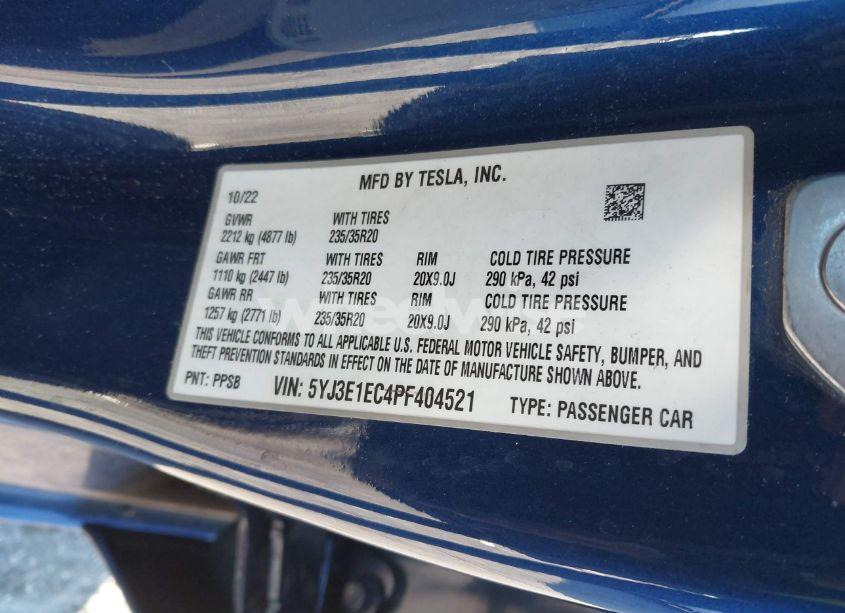 MFD BY TESLA, INC.
10/22
GVWR WITH TIRES
2212 kg (4877 lb) 235/35R20
GAWR FRT WITH TIRES RIM COLD TIRE PRESSURE
1110 kg (2447 lb) 235/35R20 20X9.0J 290 kPa, 42 psi
GAWR RR WITH TIRES RIM COLD TIRE PRESSURE
1257 kg (2771 lb) 235/35R20 20X9.0J 290 kPa, 42 psi
THIS VEHICLE CONFORMS TO ALL APPLICABLE U.S. FEDERAL MOTOR VEHICLE SAFETY, BUMPER, AND
THEFT PREVENTION STANDARDS IN EFFECT ON THE DATE OF MANUFACTURE SHOWN ABOVE.
PNT: PPSB VIN: 5YJ3E1EC4PF404521 TYPE: PASSENGER CAR